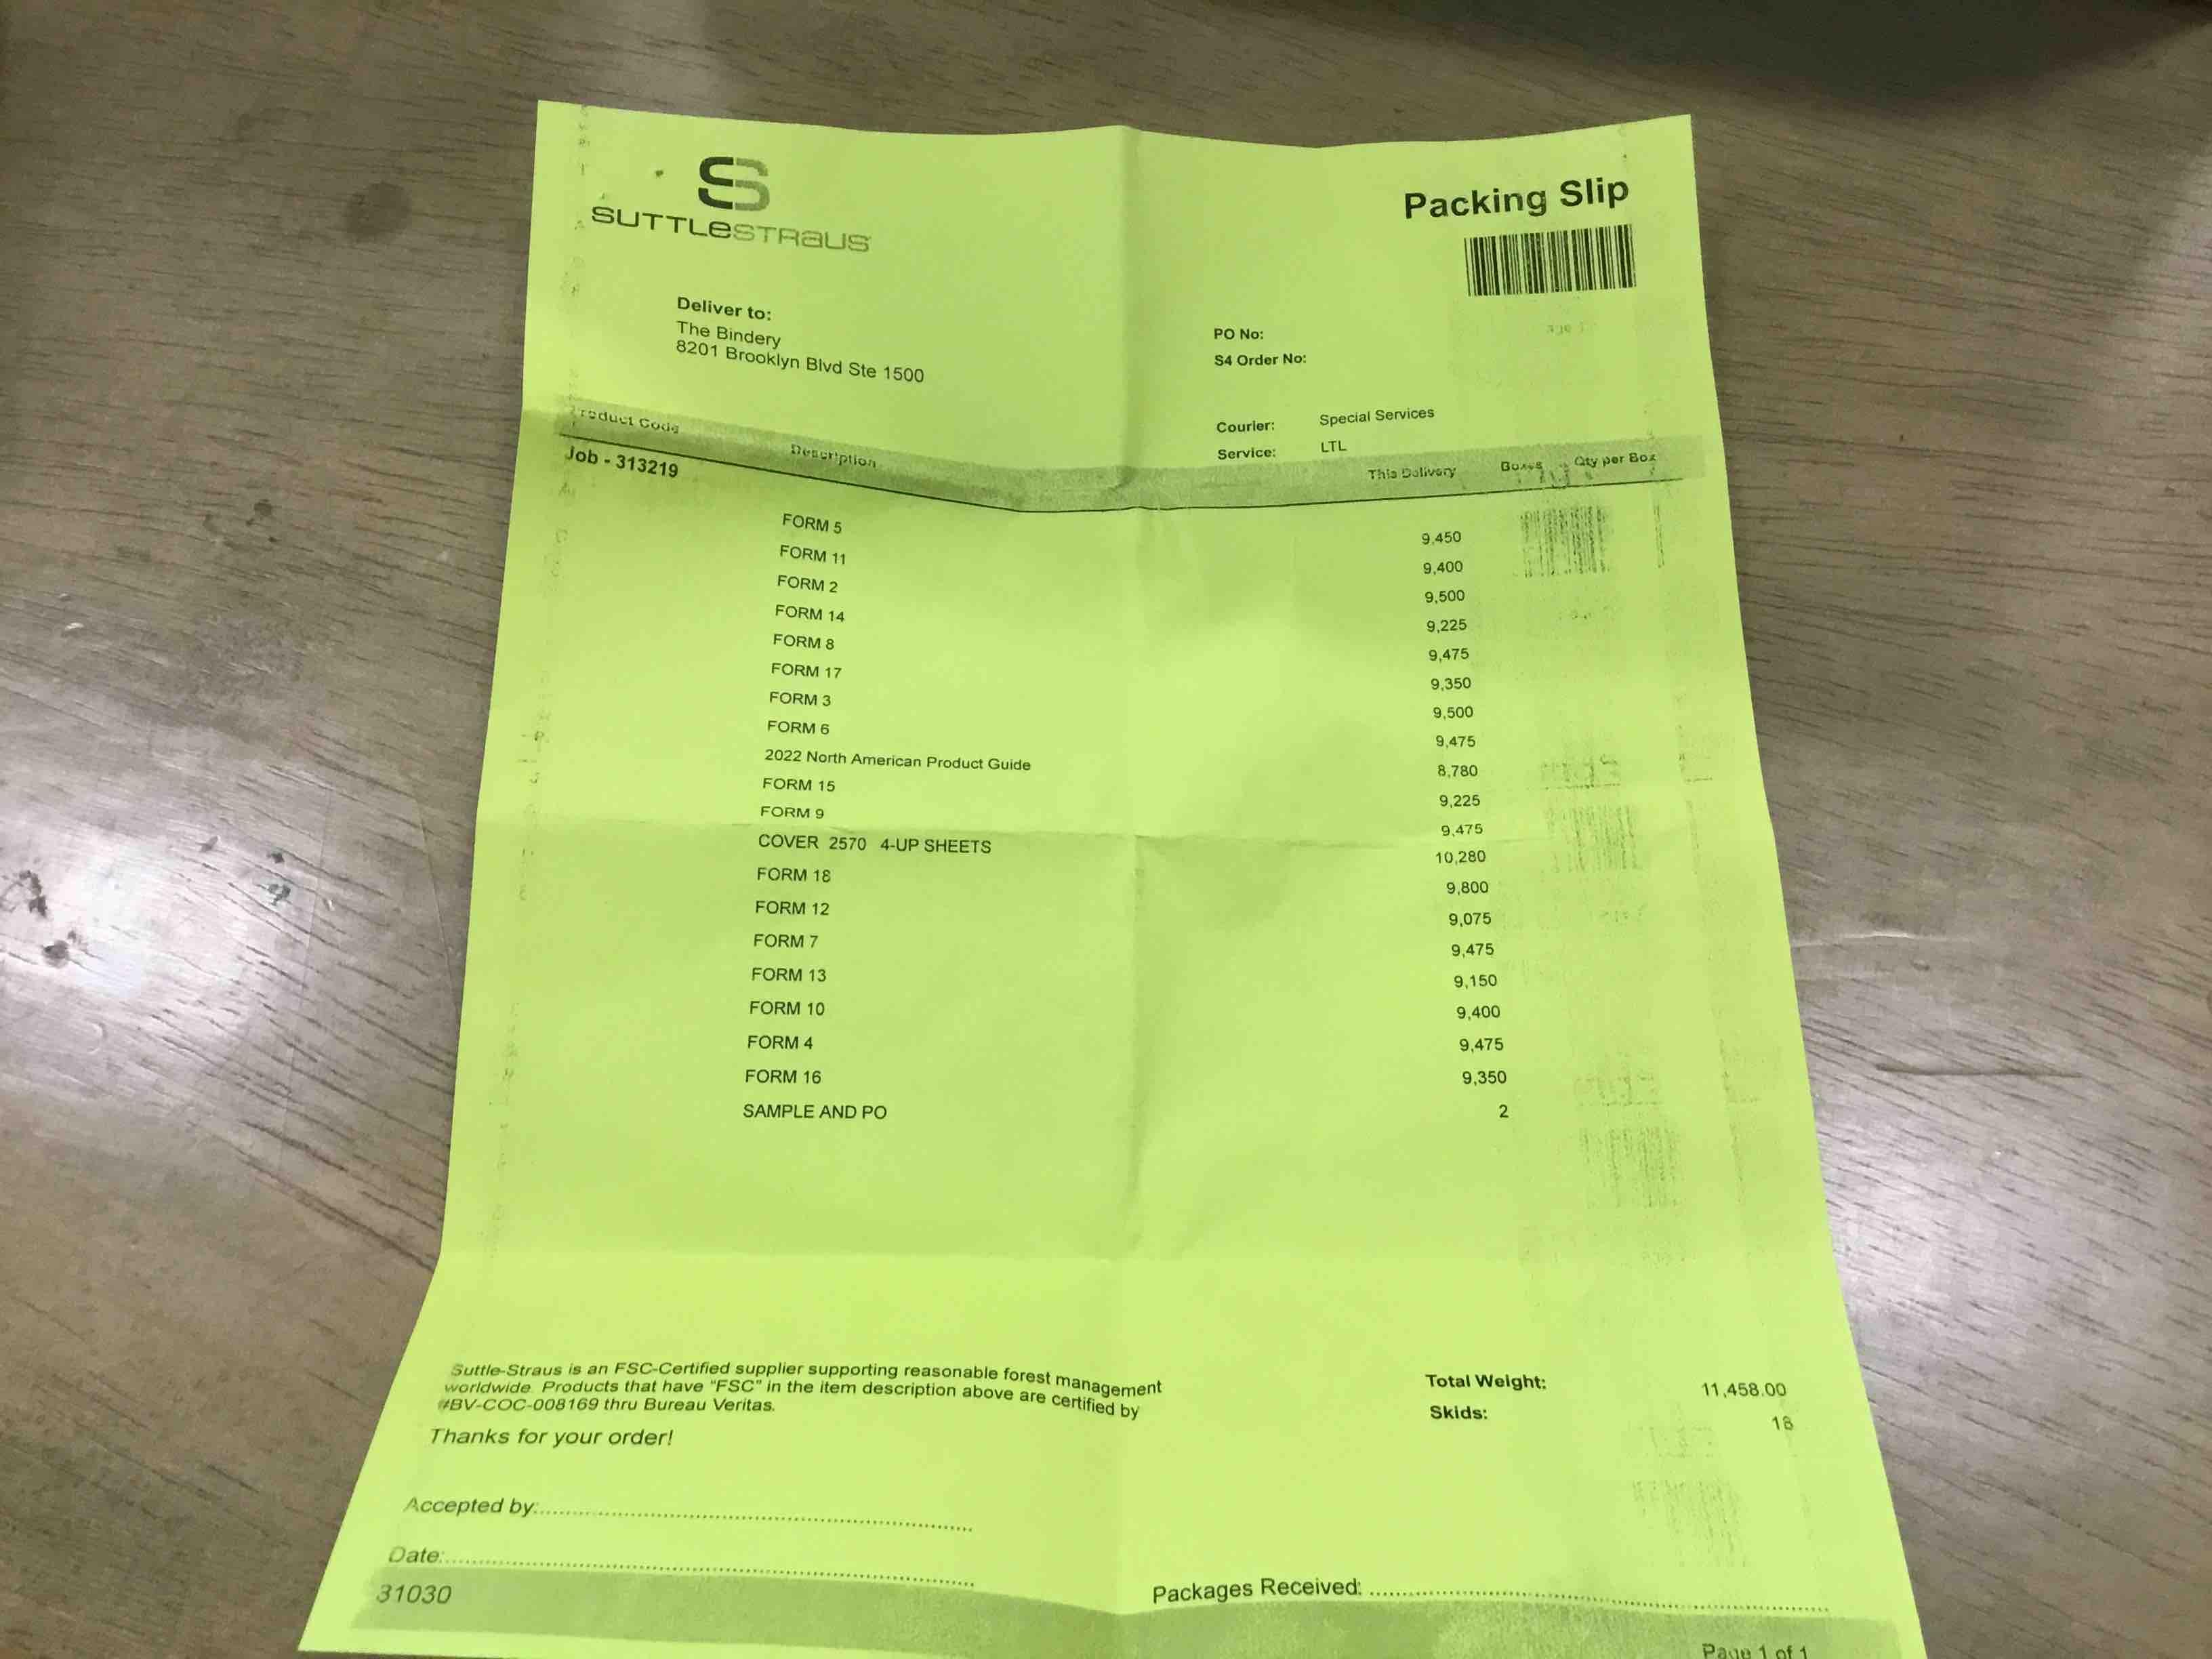 SUTTLESTRAUS
Packing Slip
Deliver to:
The Bindery
8201 Brooklyn Blvd Ste 1500
PO No:
S4 Order No:
Courier: Special Services
Service: LTL
Product Code Description This Delivery Boxes Qty per Box
Job - 313219
FORM 5 9,450
FORM 11 9,400
FORM 2 9,500
FORM 14 9,225
FORM 8 9,475
FORM 17 9,350
FORM 3 9,500
FORM 6 9,475
2022 North American Product Guide 8,780
FORM 15 9,225
FORM 9 9,475
COVER 2570 4-UP SHEETS 10,280
FORM 18 9,800
FORM 12 9,075
FORM 7 9,475
FORM 13 9,150
FORM 10 9,400
FORM 4 9,475
FORM 16 9,350
SAMPLE AND PO 2
Suttle-Straus is an FSC-Certified supplier supporting reasonable forest management
worldwide. Products that have "FSC" in the item description above are certified by
#BV-COC-008169 thru Bureau Veritas.
Thanks for your order!
Total Weight: 11,458.00
Skids: 18
Accepted by:
Date:
31030
Packages Received:
Page 1 of 1